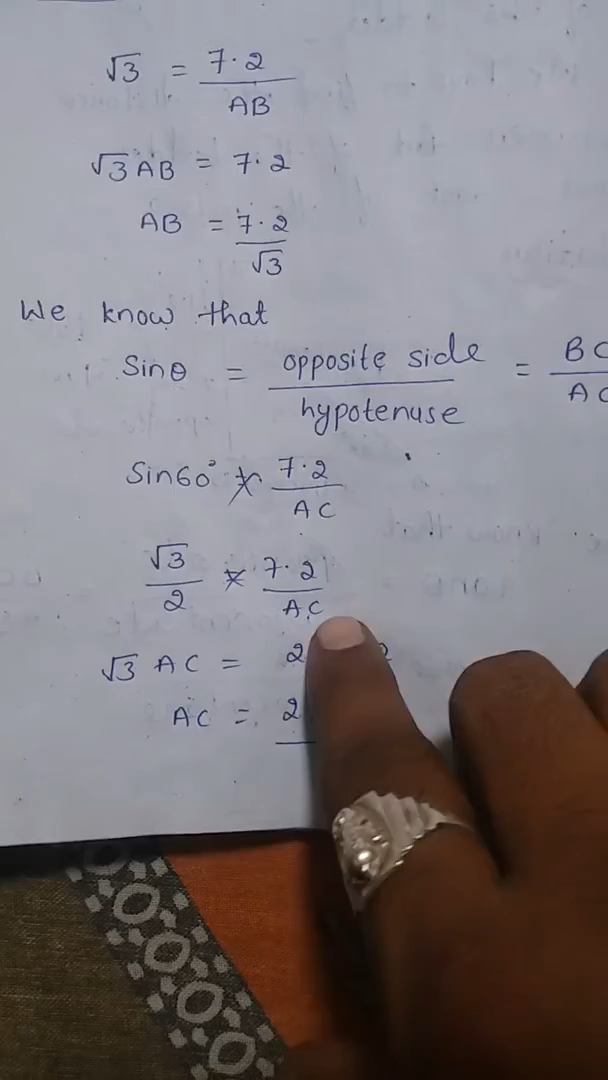 √3 = 7.2 / AB
√3 AB = 7.2
AB = 7.2 / √3
We know that
Sinθ = opposite side / hypotenuse = BC / AC
Sin60° * 7.2 / AC
√3 / 2 * 7.2 / AC
√3 AC = 2
AC = 2